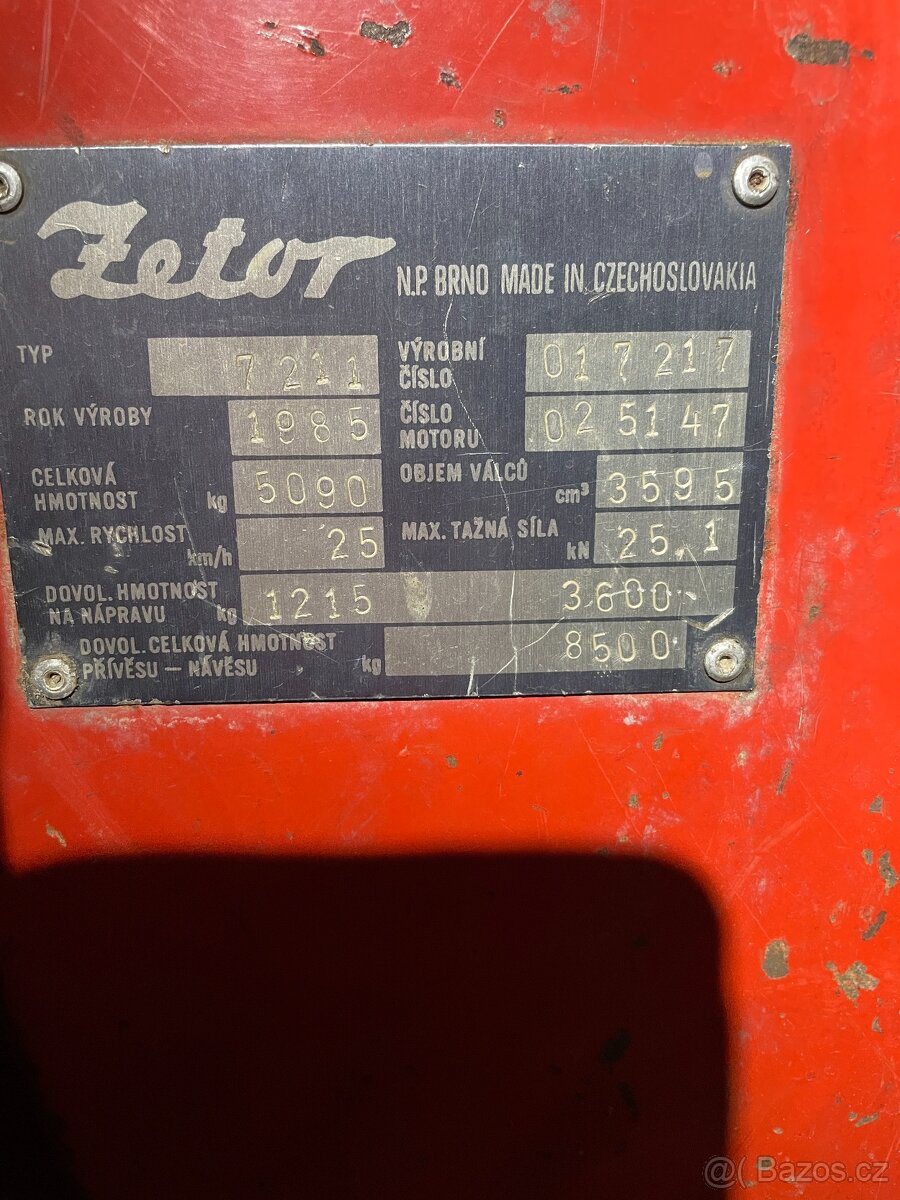 Zetor N.P. BRNO MADE IN CZECHOSLOVAKIA
TYP 7211
VÝROBNÍ
ČÍSLO 017217
ROK VÝROBY 1985
ČÍSLO
MOTORU 025147
CELKOVÁ
HMOTNOST kg 5090
OBJEM VÁLCŮ cm³ 3595
MAX. RYCHLOST km/h 25
MAX. TAŽNÁ SÍLA kN 25.1
DOVOL. HMOTNOST
NA NÁPRAVU kg 1215 3600
DOVOL. CELKOVÁ HMOTNOST
PŘÍVĚSU – NÁVĚSU kg 8500
@( Bazos.cz